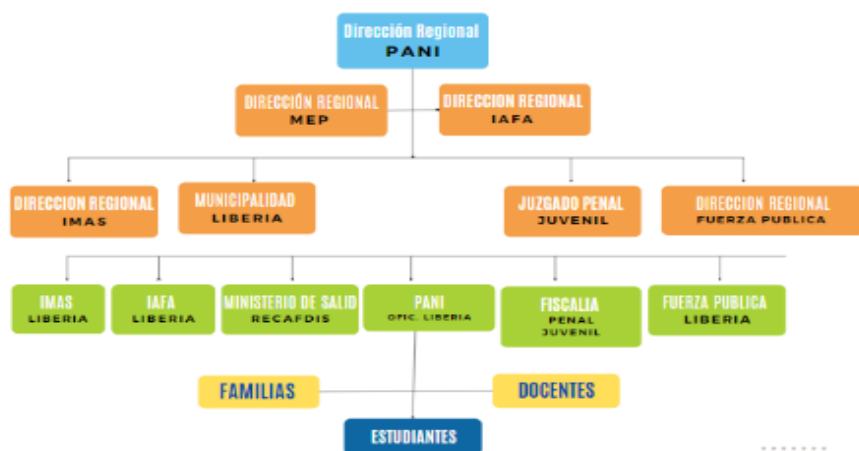 Dirección Regional
PANI
DIRECCIÓN REGIONAL
MEP
DIRECCION REGIONAL
IAFA
DIRECCION REGIONAL
IMAS
MUNICIPALIDAD
LIBERIA
JUZGADO PENAL
JUVENIL
DIRECCION REGIONAL
FUERZA PUBLICA
IMAS
LIBERIA
IAFA
LIBERIA
MINISTERIO DE SALID
RECAFDIS
PANI
OFIC. LIBERIA
FISCALIA
PENAL
JUVENIL
FUERZA PUBLICA
LIBERIA
FAMILIAS
DOCENTES
ESTUDIANTES